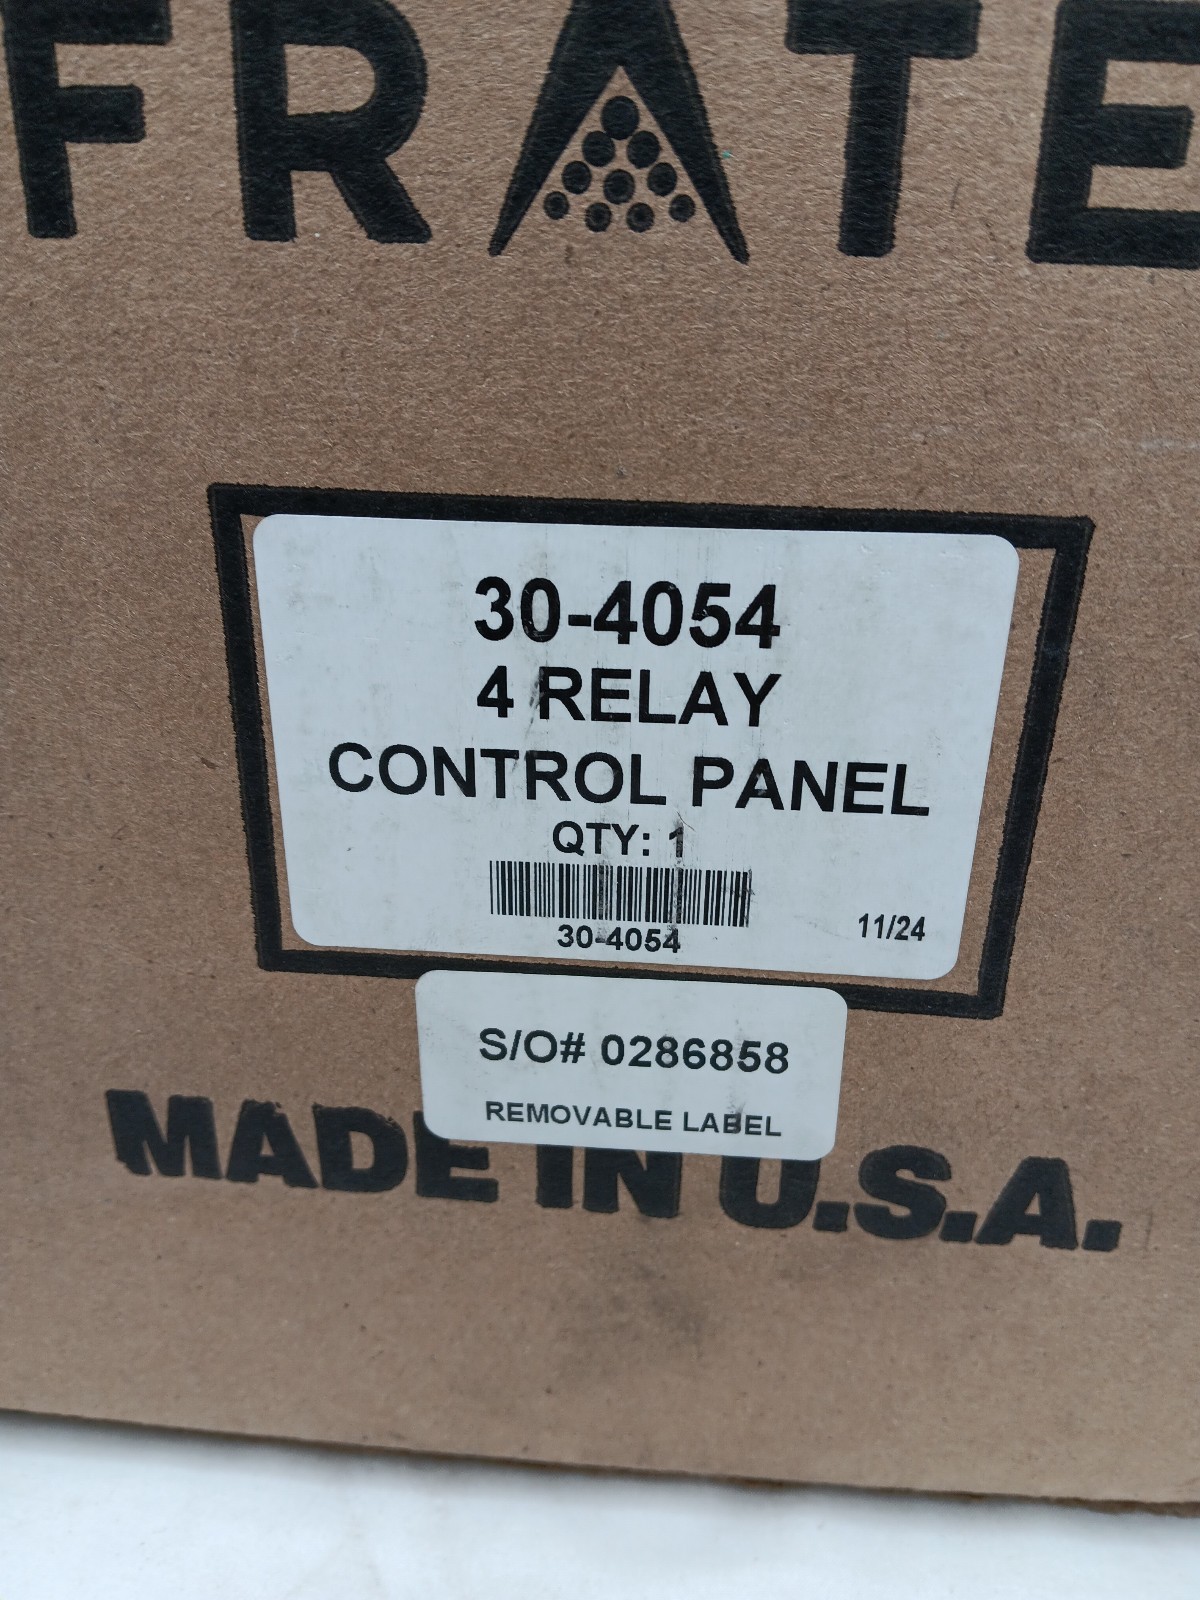 FRATE
30-4054
4 RELAY
CONTROL PANEL
QTY: 1
30-4054
11/24
S/O# 0286858
REMOVABLE LABEL
MADE IN U.S.A.